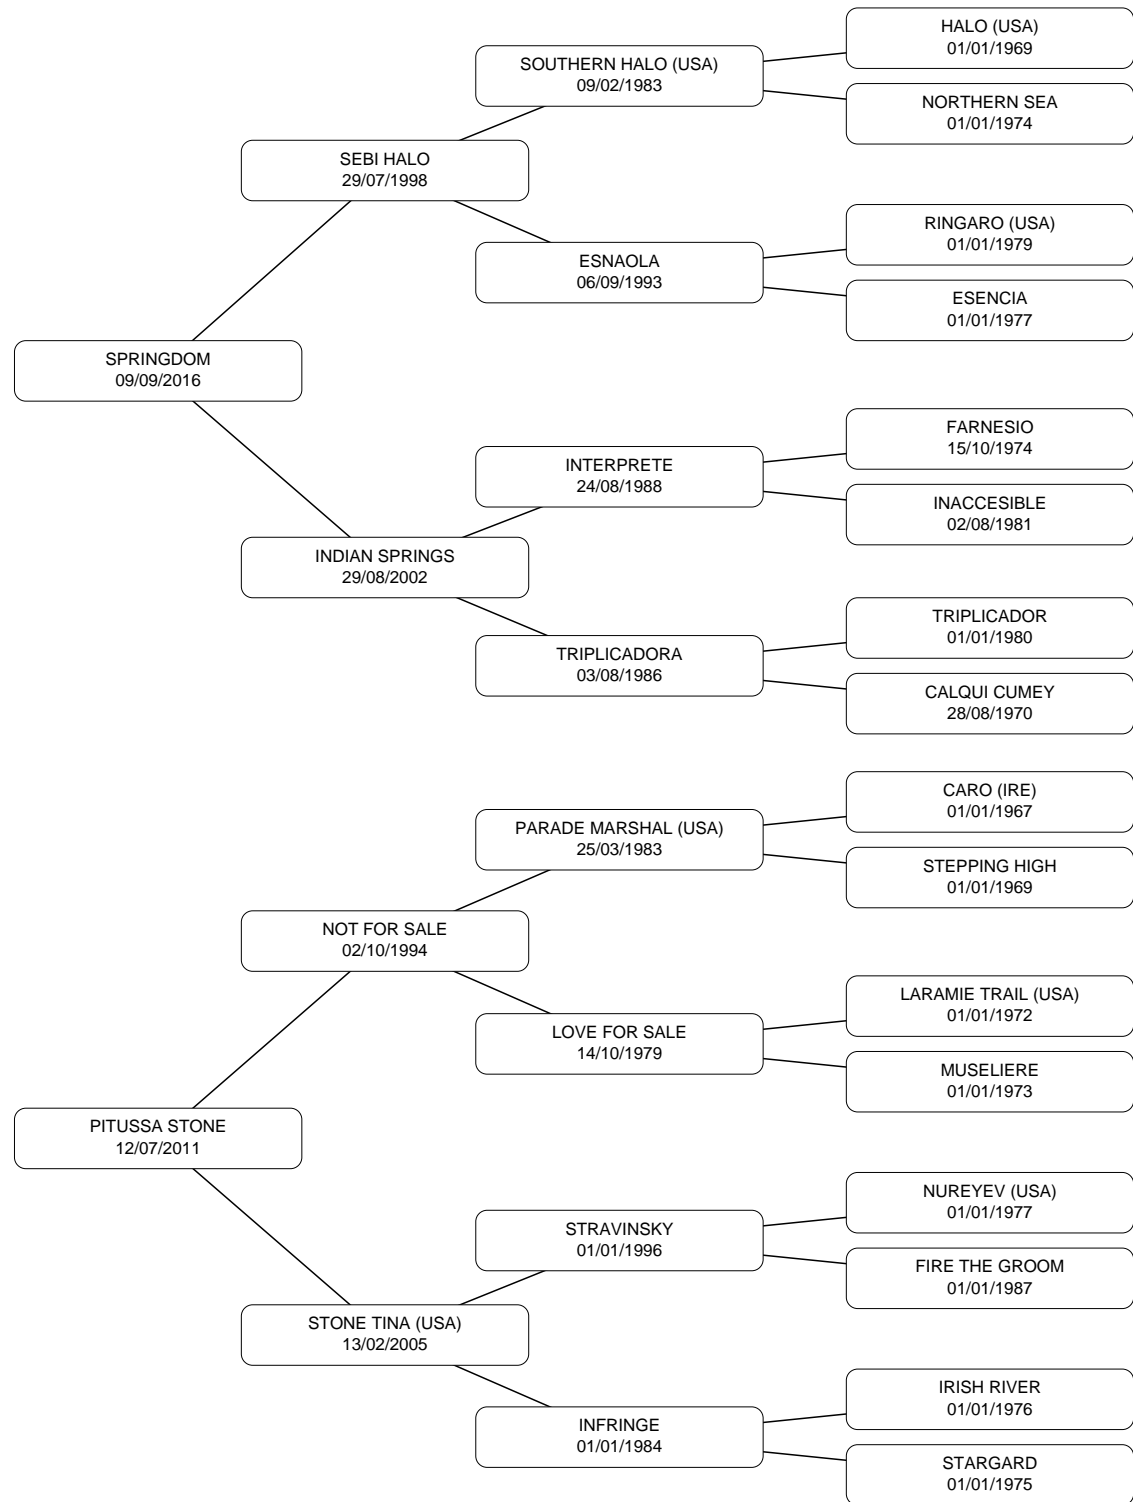 HALO (USA)
01/01/1969
SOUTHERN HALO (USA)
09/02/1983
NORTHERN SEA
01/01/1974
SEBI HALO
29/07/1998
RINGARO (USA)
01/01/1979
ESNAOLA
06/09/1993
ESENCIA
01/01/1977
SPRINGDOM
09/09/2016
FARNESIO
15/10/1974
INTERPRETE
24/08/1988
INACCESIBLE
02/08/1981
INDIAN SPRINGS
29/08/2002
TRIPLICADOR
01/01/1980
TRIPLICADORA
03/08/1986
CALQUI CUMEY
28/08/1970
CARO (IRE)
01/01/1967
PARADE MARSHAL (USA)
25/03/1983
STEPPING HIGH
01/01/1969
NOT FOR SALE
02/10/1994
LARAMIE TRAIL (USA)
01/01/1972
LOVE FOR SALE
14/10/1979
MUSELIERE
01/01/1973
PITUSSA STONE
12/07/2011
NUREYEV (USA)
01/01/1977
STRAVINSKY
01/01/1996
FIRE THE GROOM
01/01/1987
STONE TINA (USA)
13/02/2005
IRISH RIVER
01/01/1976
INFRINGE
01/01/1984
STARGARD
01/01/1975